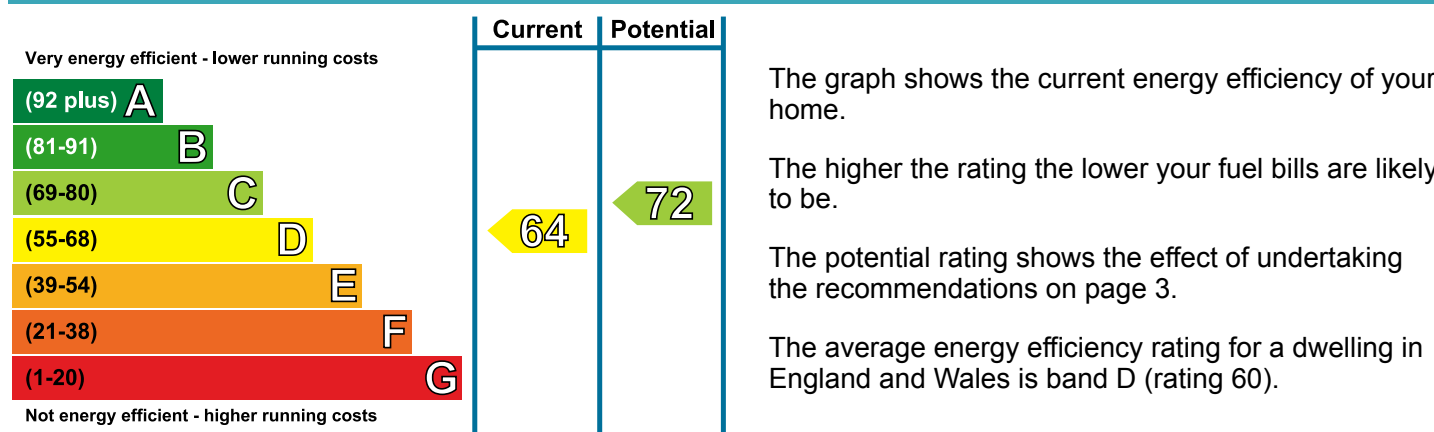 Current Potential
Very energy efficient - lower running costs
(92 plus) A
(81-91) B
(69-80) C
(55-68) D
(39-54) E
(21-38) F
(1-20) G
Not energy efficient - higher running costs
64
72
The graph shows the current energy efficiency of your
home.
The higher the rating the lower your fuel bills are likely
to be.
The potential rating shows the effect of undertaking
the recommendations on page 3.
The average energy efficiency rating for a dwelling in
England and Wales is band D (rating 60).